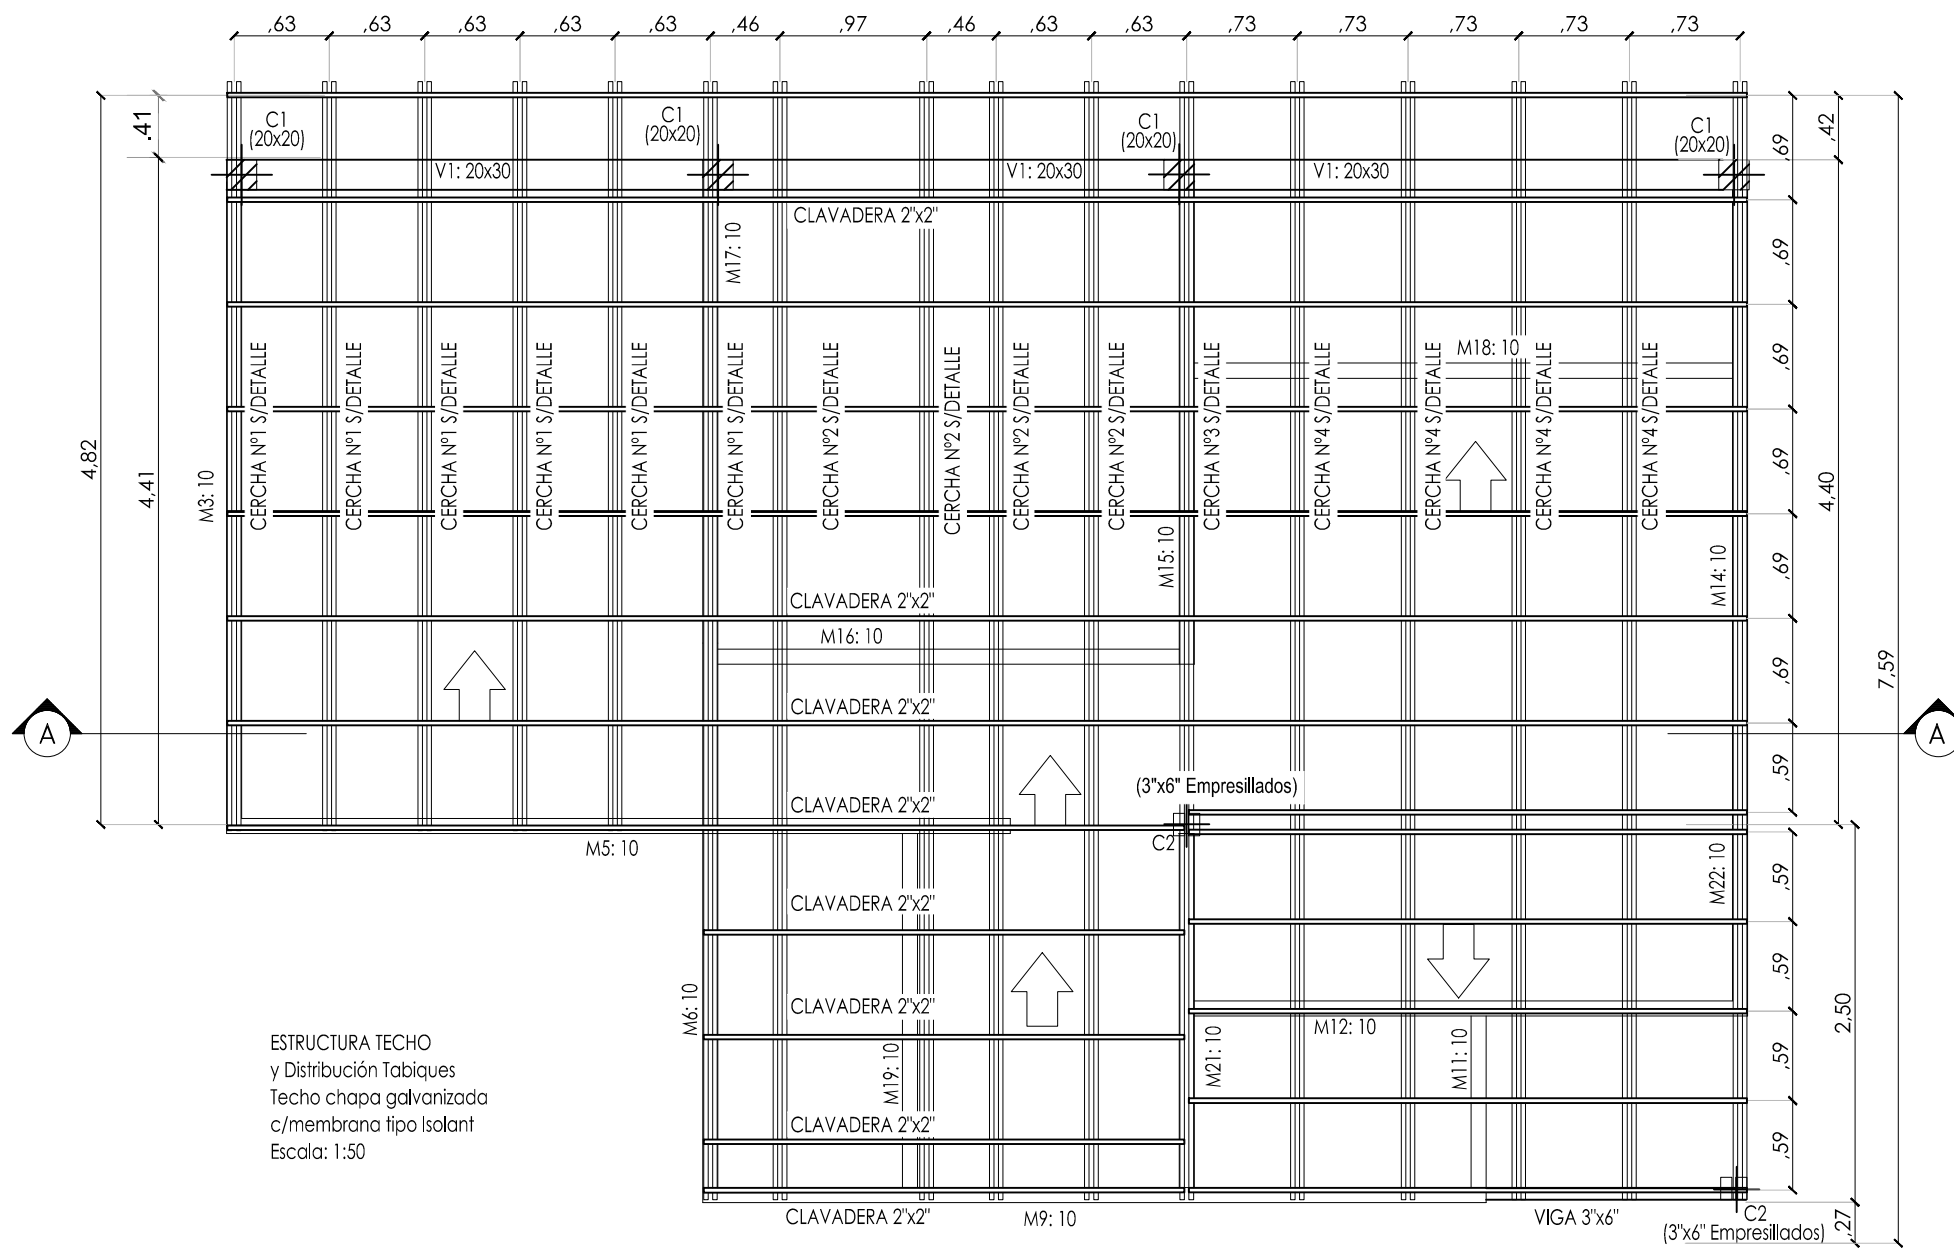 ,63 ,63 ,63 ,63 ,63 ,46 ,97 ,46 ,63 ,63 ,73 ,73 ,73 ,73 ,73
C1
(20x20)
C1
(20x20)
C1
(20x20)
C1
(20x20)
.41
,69
,42
V1: 20x30
V1: 20x30
V1: 20x30
CLAVADERA 2"x2"
M17: 10
,69
M18: 10
,69
CERCHA Nº1 S/DETALLE
CERCHA Nº1 S/DETALLE
CERCHA Nº1 S/DETALLE
CERCHA Nº1 S/DETALLE
CERCHA Nº1 S/DETALLE
CERCHA Nº1 S/DETALLE
CERCHA Nº2 S/DETALLE
CERCHA Nº2 S/DETALLE
CERCHA Nº2 S/DETALLE
CERCHA Nº2 S/DETALLE
CERCHA Nº3 S/DETALLE
CERCHA Nº4 S/DETALLE
CERCHA Nº4 S/DETALLE
CERCHA Nº4 S/DETALLE
CERCHA Nº4 S/DETALLE
4,82
4,41
M3: 10
,69
4,40
M15: 10
M14: 10
,69
CLAVADERA 2"x2"
M16: 10
,69
7,59
CLAVADERA 2"x2"
A
A
,59
(3"x6" Empresillados)
CLAVADERA 2"x2"
C2
M5: 10
M22: 10
,59
CLAVADERA 2"x2"
,59
M6: 10
CLAVADERA 2"x2"
2,50
M12: 10
ESTRUCTURA TECHO
y Distribución Tabiques
Techo chapa galvanizada
c/membrana tipo Isolant
Escala: 1:50
M19: 10
M21: 10
M11: 10
,59
CLAVADERA 2"x2"
,59
CLAVADERA 2"x2"
M9: 10
VIGA 3"x6"
C2
(3"x6" Empresillados)
,27